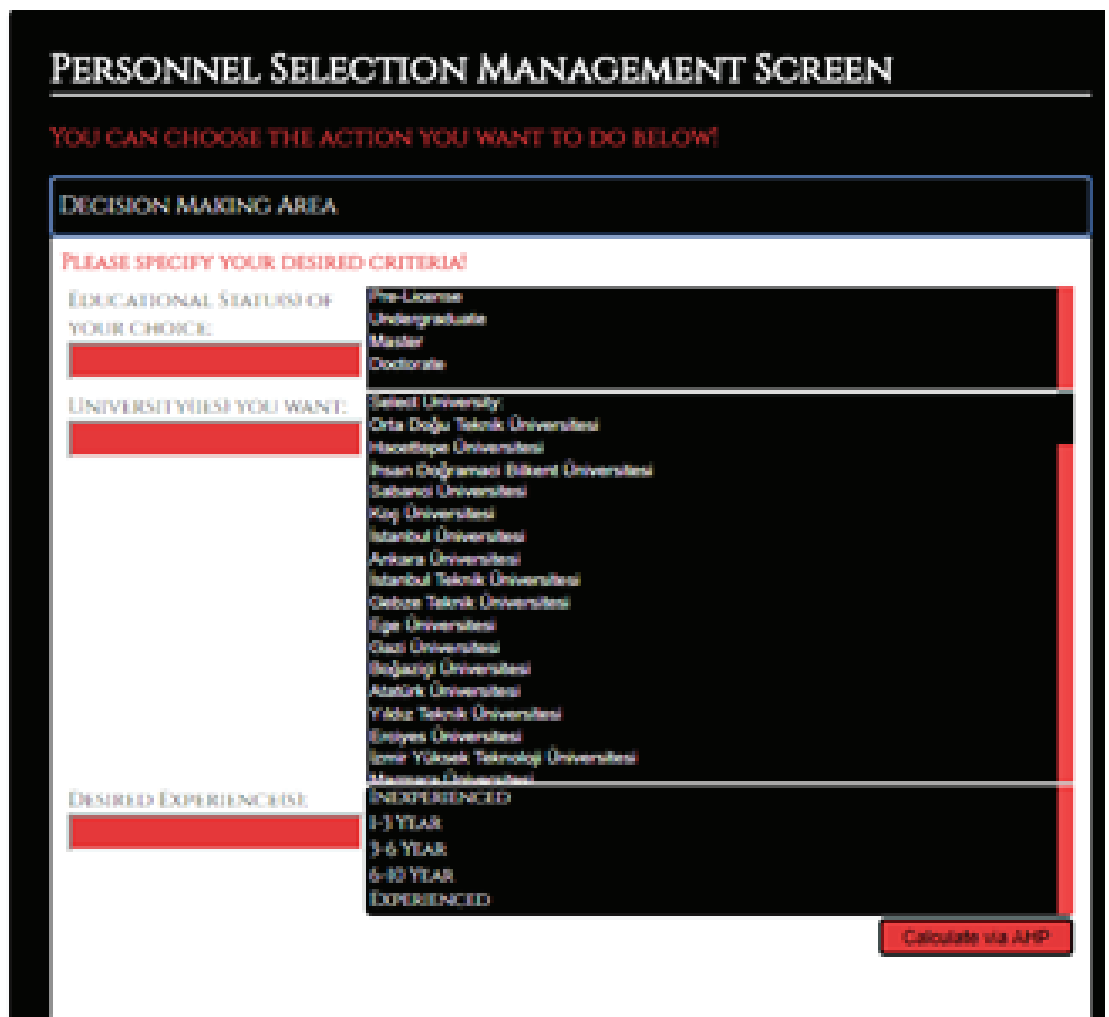 Personnel Selection Management Screen
You can choose the action you want to do below!
Decision Making Area
Please specify your desired criteria!
Educational Status(s) of
your choice:
Pre-License
Undergraduate
Master
Doctorate
University(ies) you want:
Select University:
Orta Doğu Teknik Üniversitesi
Hacettepe Üniversitesi
İhsan Doğramaci Bilkent Üniversitesi
Sabanci Üniversitesi
Koç Üniversitesi
İstanbul Üniversitesi
Ankara Üniversitesi
İstanbul Teknik Üniversitesi
Gebze Teknik Üniversitesi
Ege Üniversitesi
Gazi Üniversitesi
Boğaziçi Üniversitesi
Atatürk Üniversitesi
Yıldız Teknik Üniversitesi
Erciyes Üniversitesi
İzmir Yüksek Teknoloji Üniversitesi
Marmara Üniversitesi
Desired Experience(s):
Inexperienced
1-3 Year
3-6 Year
6-10 Year
Experienced
Calculate via AHP